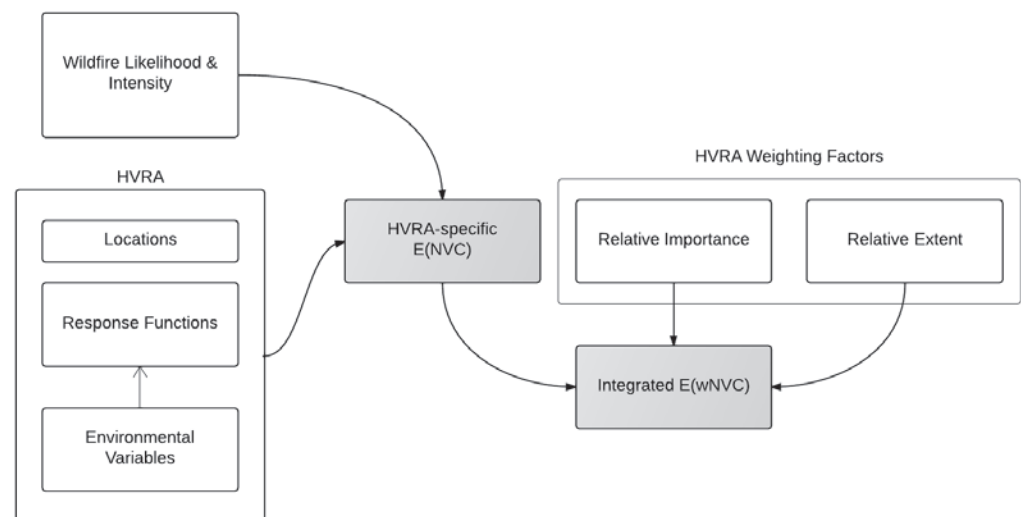 Wildfire Likelihood &
Intensity
HVRA
Locations
Response Functions
Environmental
Variables
HVRA-specific
E(NVC)
HVRA Weighting Factors
Relative Importance
Relative Extent
Integrated E(wNVC)